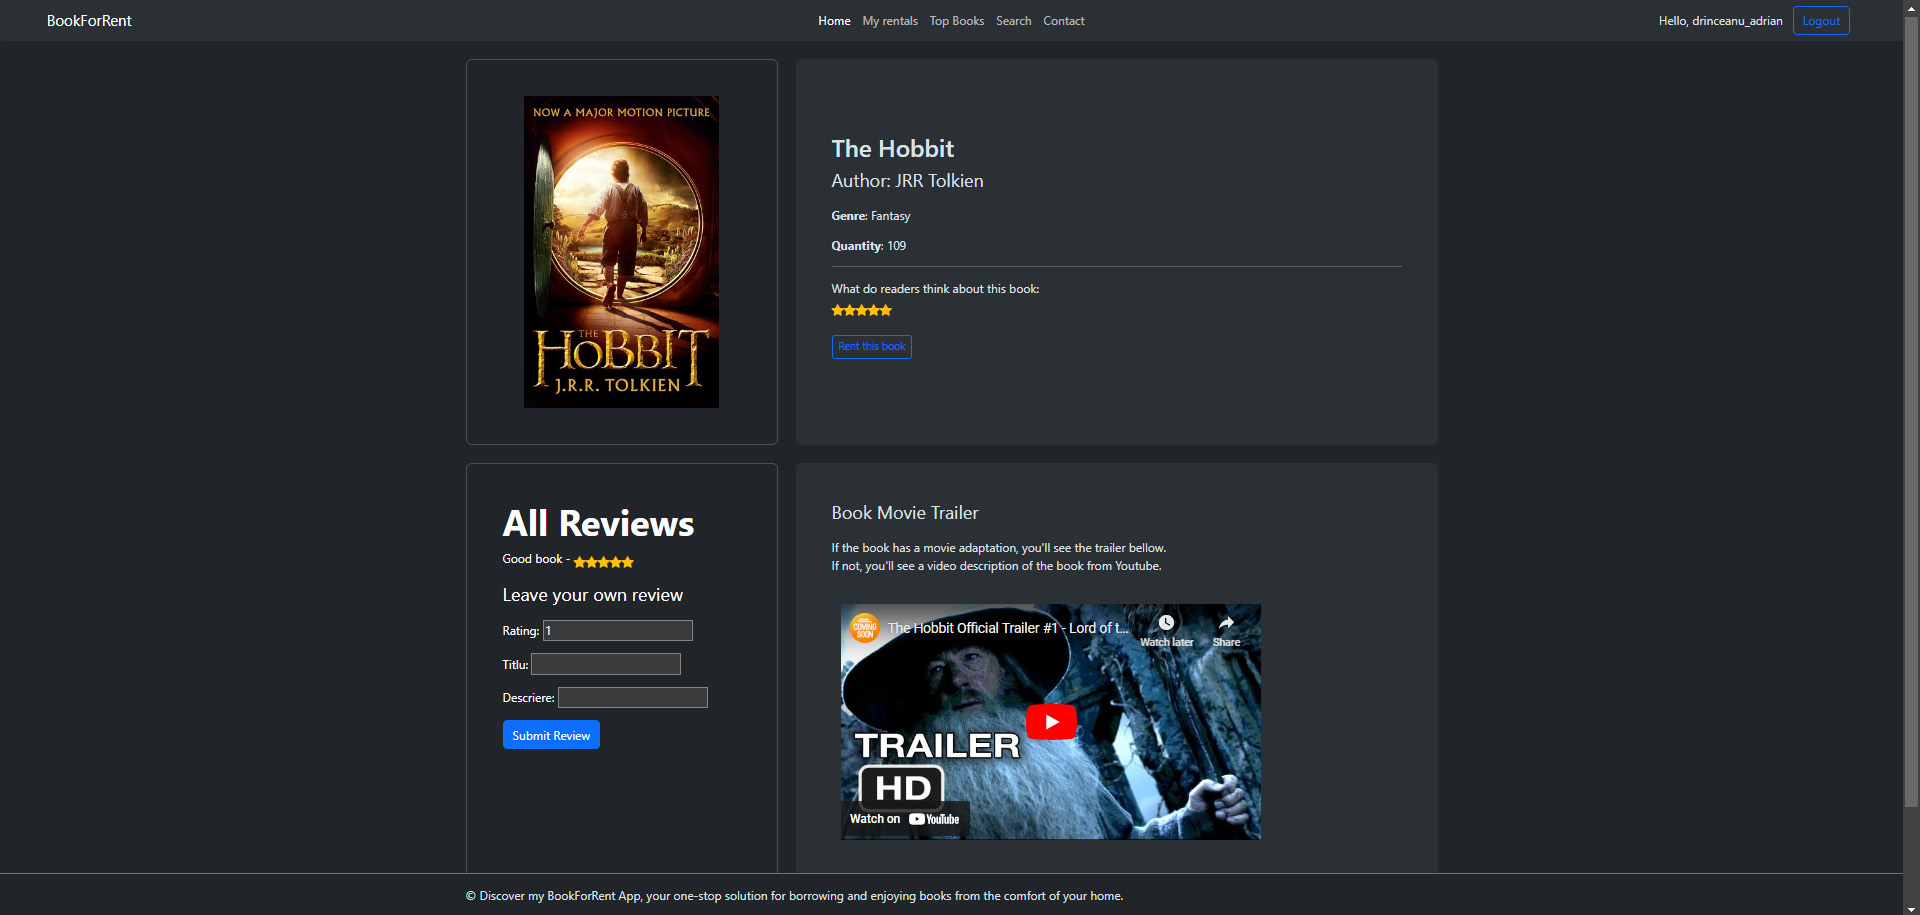 BookForRent
Home My rentals Top Books Search Contact
Hello, drinceanu_adrian Logout
NOW A MAJOR MOTION PICTURE
THE
HOBBIT
J.R.R. TOLKIEN
The Hobbit
Author: JRR Tolkien
Genre: Fantasy
Quantity: 109
What do readers think about this book:
Rent this book
All Reviews
Good book -
Leave your own review
Rating: 1
Titlu:
Descriere:
Submit Review
Book Movie Trailer
If the book has a movie adaptation, you'll see the trailer bellow.
If not, you'll see a video description of the book from Youtube.
COMING
SOON
The Hobbit Official Trailer #1 - Lord of t...
Watch later
Share
TRAILER
HD
Watch on YouTube
© Discover my BookForRent App, your one-stop solution for borrowing and enjoying books from the comfort of your home.